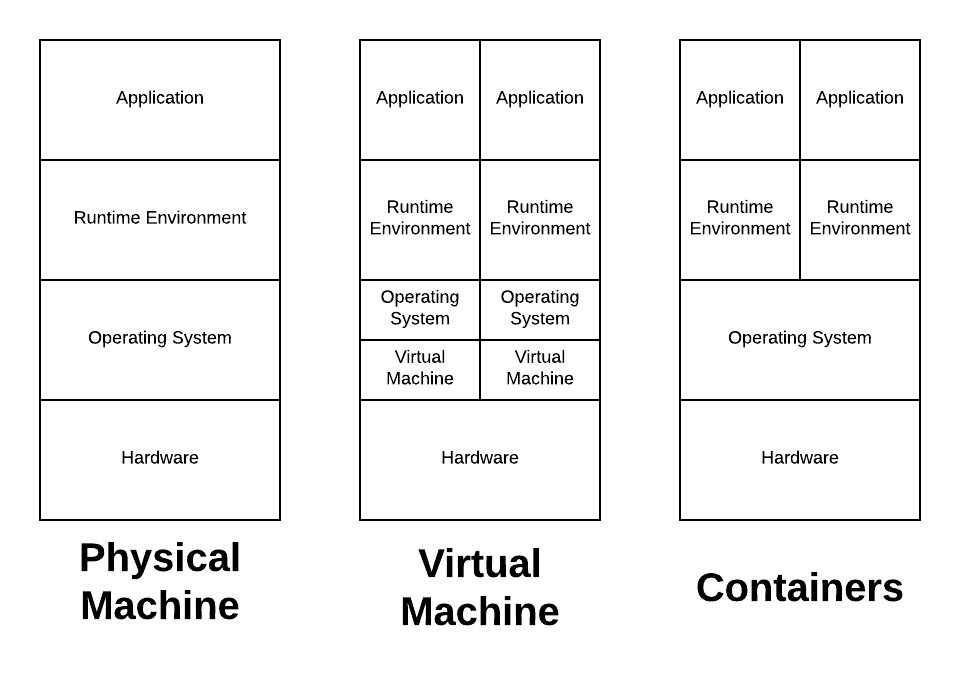 Application
Runtime Environment
Operating System
Hardware
Physical
Machine
Application
Application
Runtime
Environment
Runtime
Environment
Operating
System
Operating
System
Virtual
Machine
Virtual
Machine
Hardware
Virtual
Machine
Application
Application
Runtime
Environment
Runtime
Environment
Operating System
Hardware
Containers